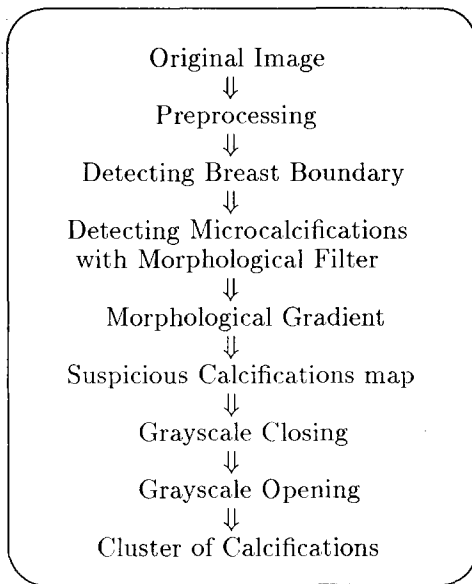 Original Image
⇓
Preprocessing
⇓
Detecting Breast Boundary
⇓
Detecting Microcalcifications
with Morphological Filter
⇓
Morphological Gradient
⇓
Suspicious Calcifications map
⇓
Grayscale Closing
⇓
Grayscale Opening
⇓
Cluster of Calcifications